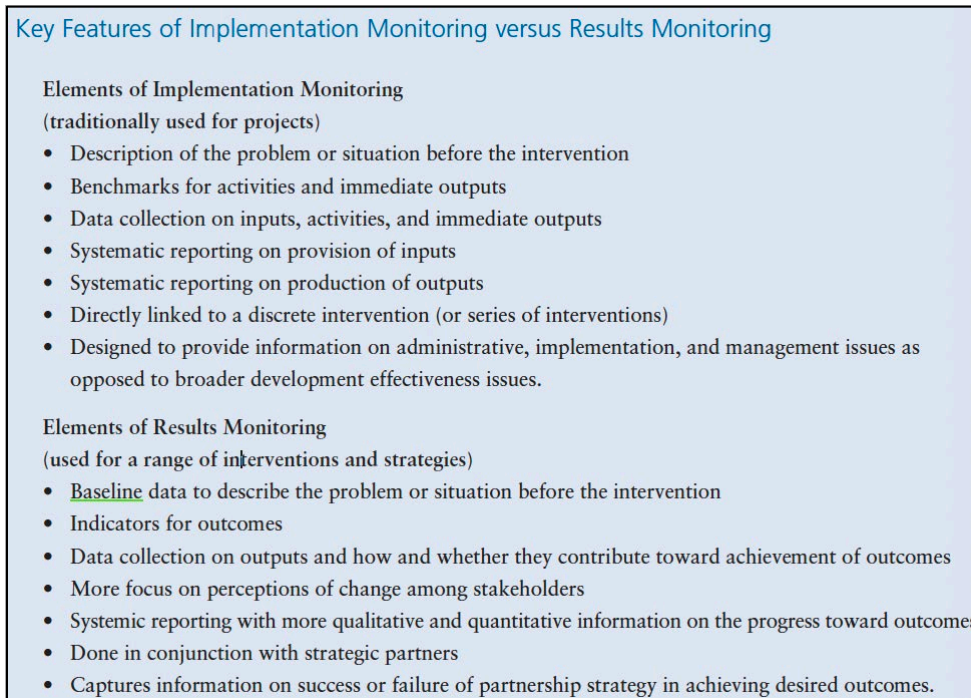 Key Features of Implementation Monitoring versus Results Monitoring
Elements of Implementation Monitoring
(traditionally used for projects)
• Description of the problem or situation before the intervention
• Benchmarks for activities and immediate outputs
• Data collection on inputs, activities, and immediate outputs
• Systematic reporting on provision of inputs
• Systematic reporting on production of outputs
• Directly linked to a discrete intervention (or series of interventions)
• Designed to provide information on administrative, implementation, and management issues as
opposed to broader development effectiveness issues.
Elements of Results Monitoring
(used for a range of interventions and strategies)
• Baseline data to describe the problem or situation before the intervention
• Indicators for outcomes
• Data collection on outputs and how and whether they contribute toward achievement of outcomes
• More focus on perceptions of change among stakeholders
• Systemic reporting with more qualitative and quantitative information on the progress toward outcomes
• Done in conjunction with strategic partners
• Captures information on success or failure of partnership strategy in achieving desired outcomes.